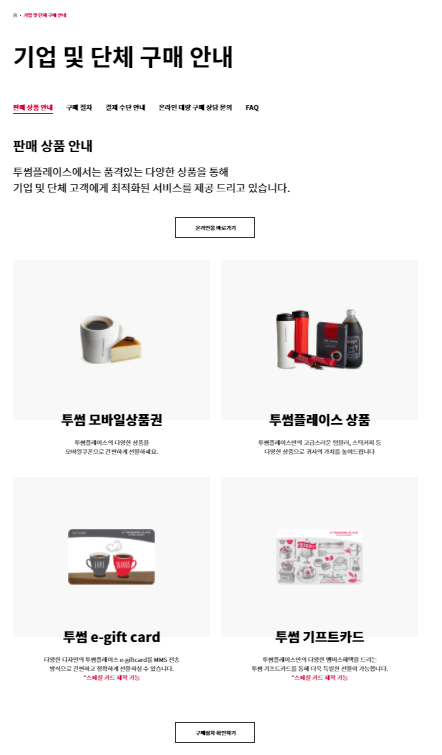 기업 및 단체 구매 안내
기업 및 단체 구매 안내
판매 상품 안내 구매 절차 결제 수단 안내 온라인 대량 구매 상담 문의 FAQ
판매 상품 안내
투썸플레이스에서는 품격있는 다양한 상품을 통해
기업 및 단체 고객에게 최적화된 서비스를 제공 드리고 있습니다.
온라인몰 바로가기
투썸 모바일상품권
투썸플레이스의 다양한 상품을
모바일쿠폰으로 간편하게 선물하세요.
투썸플레이스 상품
투썸플레이스만의 고급스러운 텀블러, 스틱커피 등
다양한 상품으로 귀사의 가치를 높여드립니다
투썸 e-gift card
다양한 디자인의 투썸플레이스 e-giftcard를 MMS 전송
방식으로 간편하고 정확하게 선물하실 수 있습니다.
*스페셜 카드 제작 가능
투썸 기프트카드
투썸플레이스만의 다양한 멤버스혜택을 드리는
투썸 기프트카드를 통해 더욱 특별한 선물이 가능합니다.
*스페셜 카드 제작 가능
구매절차 확인하기